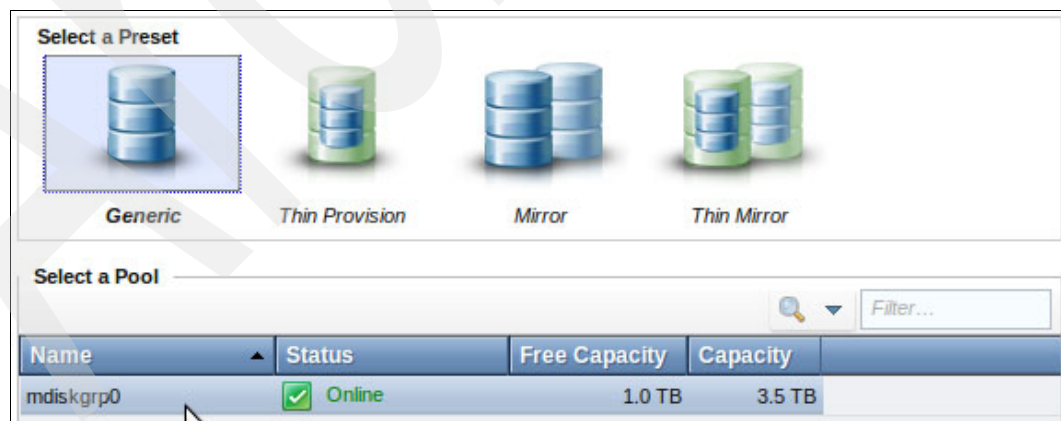 Select a Preset
Generic Thin Provision Mirror Thin Mirror
Select a Pool
Filter...
Name Status Free Capacity Capacity
mdiskgrp0 Online 1.0 TB 3.5 TB